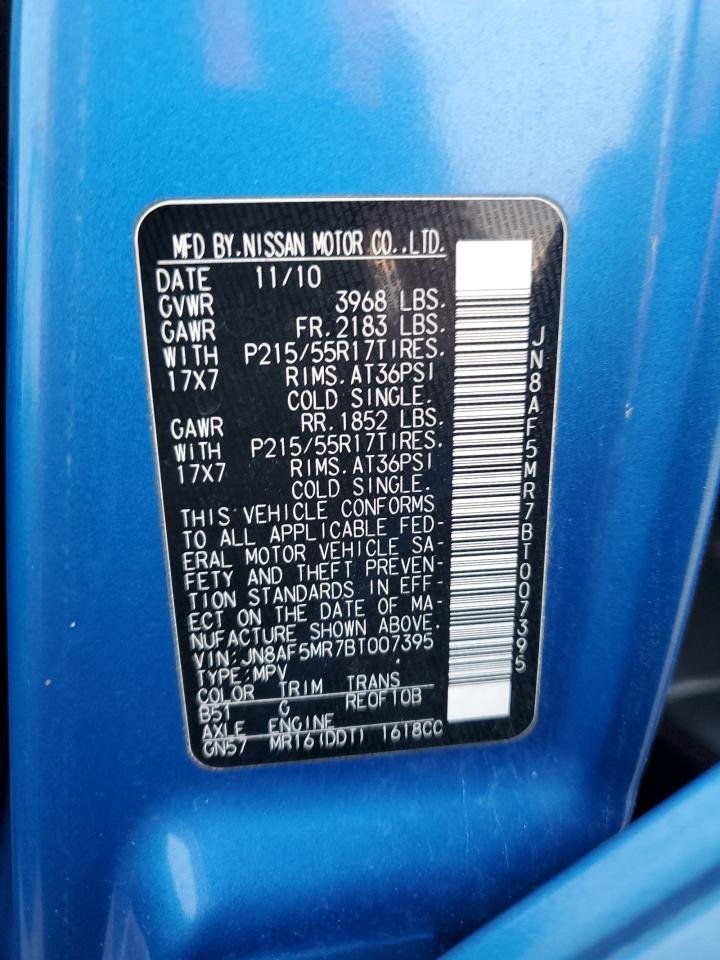 MFD BY.NISSAN MOTOR CO.,LTD.
DATE 11/10
GVWR 3968 LBS.
GAWR FR.2183 LBS.
WITH P215/55R17TIRES.
17X7 RIMS.AT36PSI
COLD SINGLE.
GAWR RR.1852 LBS.
WITH P215/55R17TIRES.
17X7 RIMS.AT36PSI
COLD SINGLE.
THIS VEHICLE CONFORMS
TO ALL APPLICABLE FED-
ERAL MOTOR VEHICLE SA-
FETY AND THEFT PREVEN-
TION STANDARDS IN EFF-
ECT ON THE DATE OF MA-
NUFACTURE SHOWN ABOVE.
VIN:JN8AF5MR7BT007395
TYPE:MPV
COLOR TRIM TRANS
B51 G RE0F10B
AXLE ENGINE
GN57 MR16(DDT) 1618CC
JN8AF5MR7BT007395